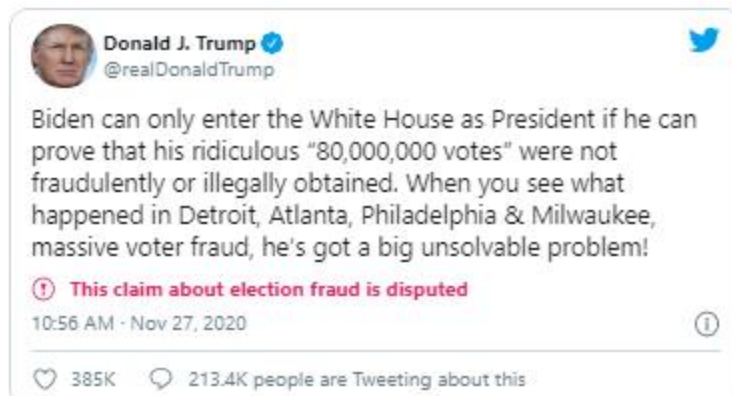 Donald J. Trump
@realDonaldTrump
Biden can only enter the White House as President if he can
prove that his ridiculous “80,000,000 votes” were not
fraudulently or illegally obtained. When you see what
happened in Detroit, Atlanta, Philadelphia & Milwaukee,
massive voter fraud, he's got a big unsolvable problem!
This claim about election fraud is disputed
10:56 AM · Nov 27, 2020
385K 213.4K people are Tweeting about this